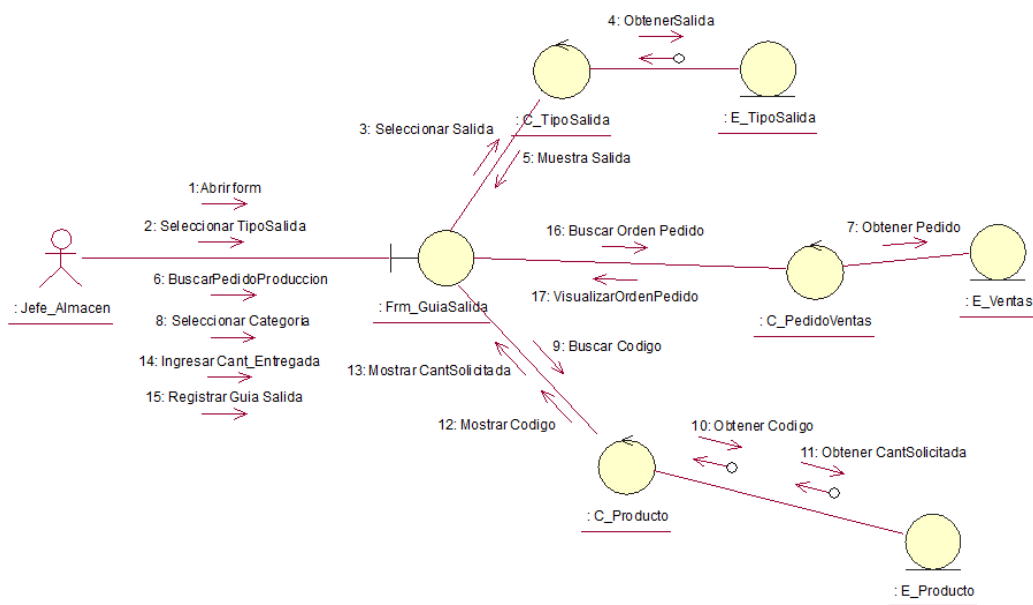 4: ObtenerSalida
: C_TipoSalida
: E_TipoSalida
3: Seleccionar Salida
5: Muestra Salida
1:Abrirform
2: Seleccionar TipoSalida
16: Buscar Orden Pedido
7: Obtener Pedido
6: BuscarPedidoProduccion
17: VisualizarOrdenPedido
: Jefe_Almacen
: Frm_GuiaSalida
: C_PedidoVentas
: E_Ventas
8: Seleccionar Categoria
9: Buscar Codigo
14: Ingresar Cant_Entregada
13: Mostrar CantSolicitada
15: Registrar Guia Salida
12: Mostrar Codigo
10: Obtener Codigo
11: Obtener CantSolicitada
: C_Producto
: E_Producto